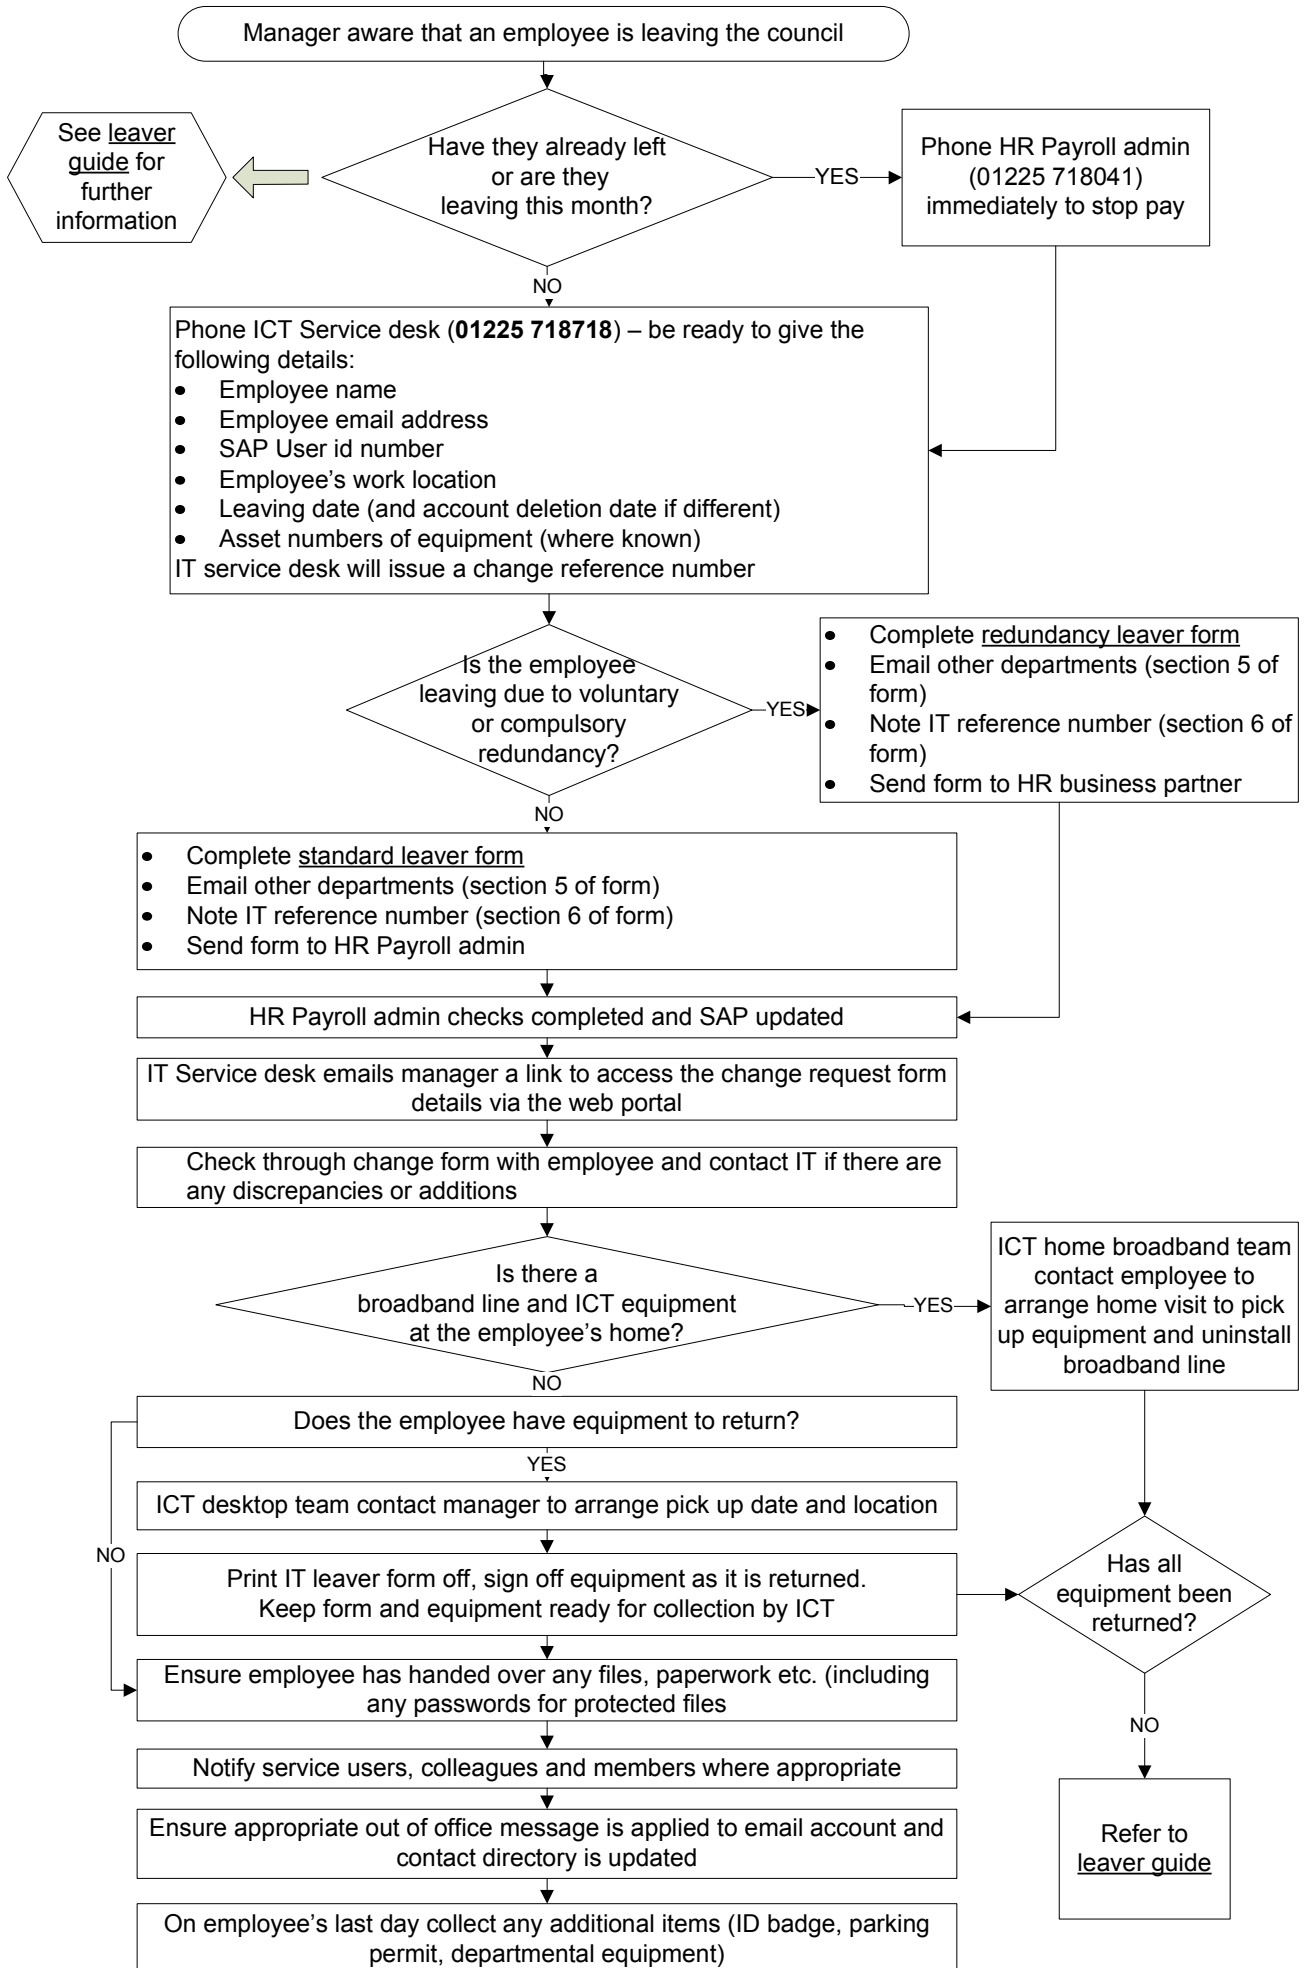 Manager aware that an employee is leaving the council
See leaver
guide for
further
information
Have they already left
or are they
leaving this month?
YES
Phone HR Payroll admin
(01225 718041)
immediately to stop pay
NO
Phone ICT Service desk (01225 718718) – be ready to give the
following details:
• Employee name
• Employee email address
• SAP User id number
• Employee's work location
• Leaving date (and account deletion date if different)
• Asset numbers of equipment (where known)
IT service desk will issue a change reference number
Is the employee
leaving due to voluntary
or compulsory
redundancy?
YES
• Complete redundancy leaver form
• Email other departments (section 5 of
form)
• Note IT reference number (section 6 of
form)
• Send form to HR business partner
NO
• Complete standard leaver form
• Email other departments (section 5 of form)
• Note IT reference number (section 6 of form)
• Send form to HR Payroll admin
HR Payroll admin checks completed and SAP updated
IT Service desk emails manager a link to access the change request form
details via the web portal
Check through change form with employee and contact IT if there are
any discrepancies or additions
Is there a
broadband line and ICT equipment
at the employee's home?
YES
ICT home broadband team
contact employee to
arrange home visit to pick
up equipment and uninstall
broadband line
NO
Does the employee have equipment to return?
YES
ICT desktop team contact manager to arrange pick up date and location
NO
Print IT leaver form off, sign off equipment as it is returned.
Keep form and equipment ready for collection by ICT
Has all
equipment been
returned?
Ensure employee has handed over any files, paperwork etc. (including
any passwords for protected files
NO
Notify service users, colleagues and members where appropriate
Ensure appropriate out of office message is applied to email account and
contact directory is updated
Refer to
leaver guide
On employee's last day collect any additional items (ID badge, parking
permit, departmental equipment)